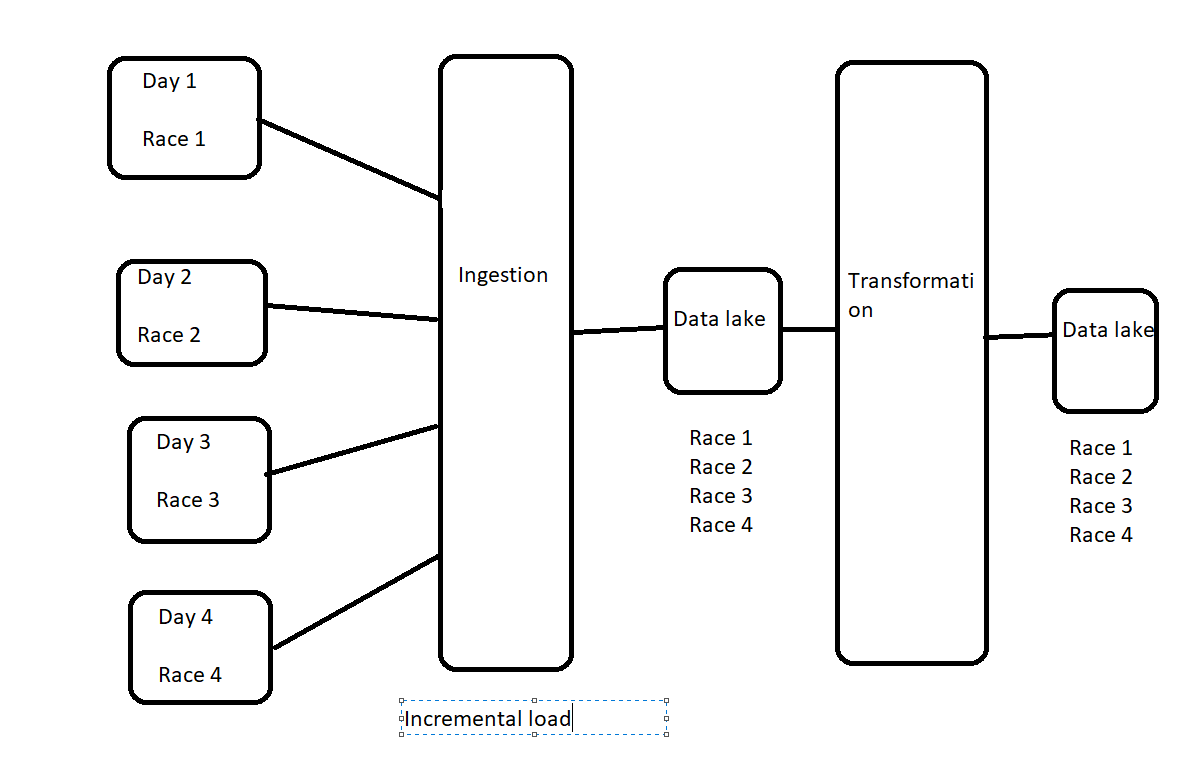 Day 1
Race 1
Day 2
Race 2
Day 3
Race 3
Day 4
Race 4
Ingestion
Data lake
Race 1
Race 2
Race 3
Race 4
Transformati
on
Data lake
Race 1
Race 2
Race 3
Race 4
Incremental load